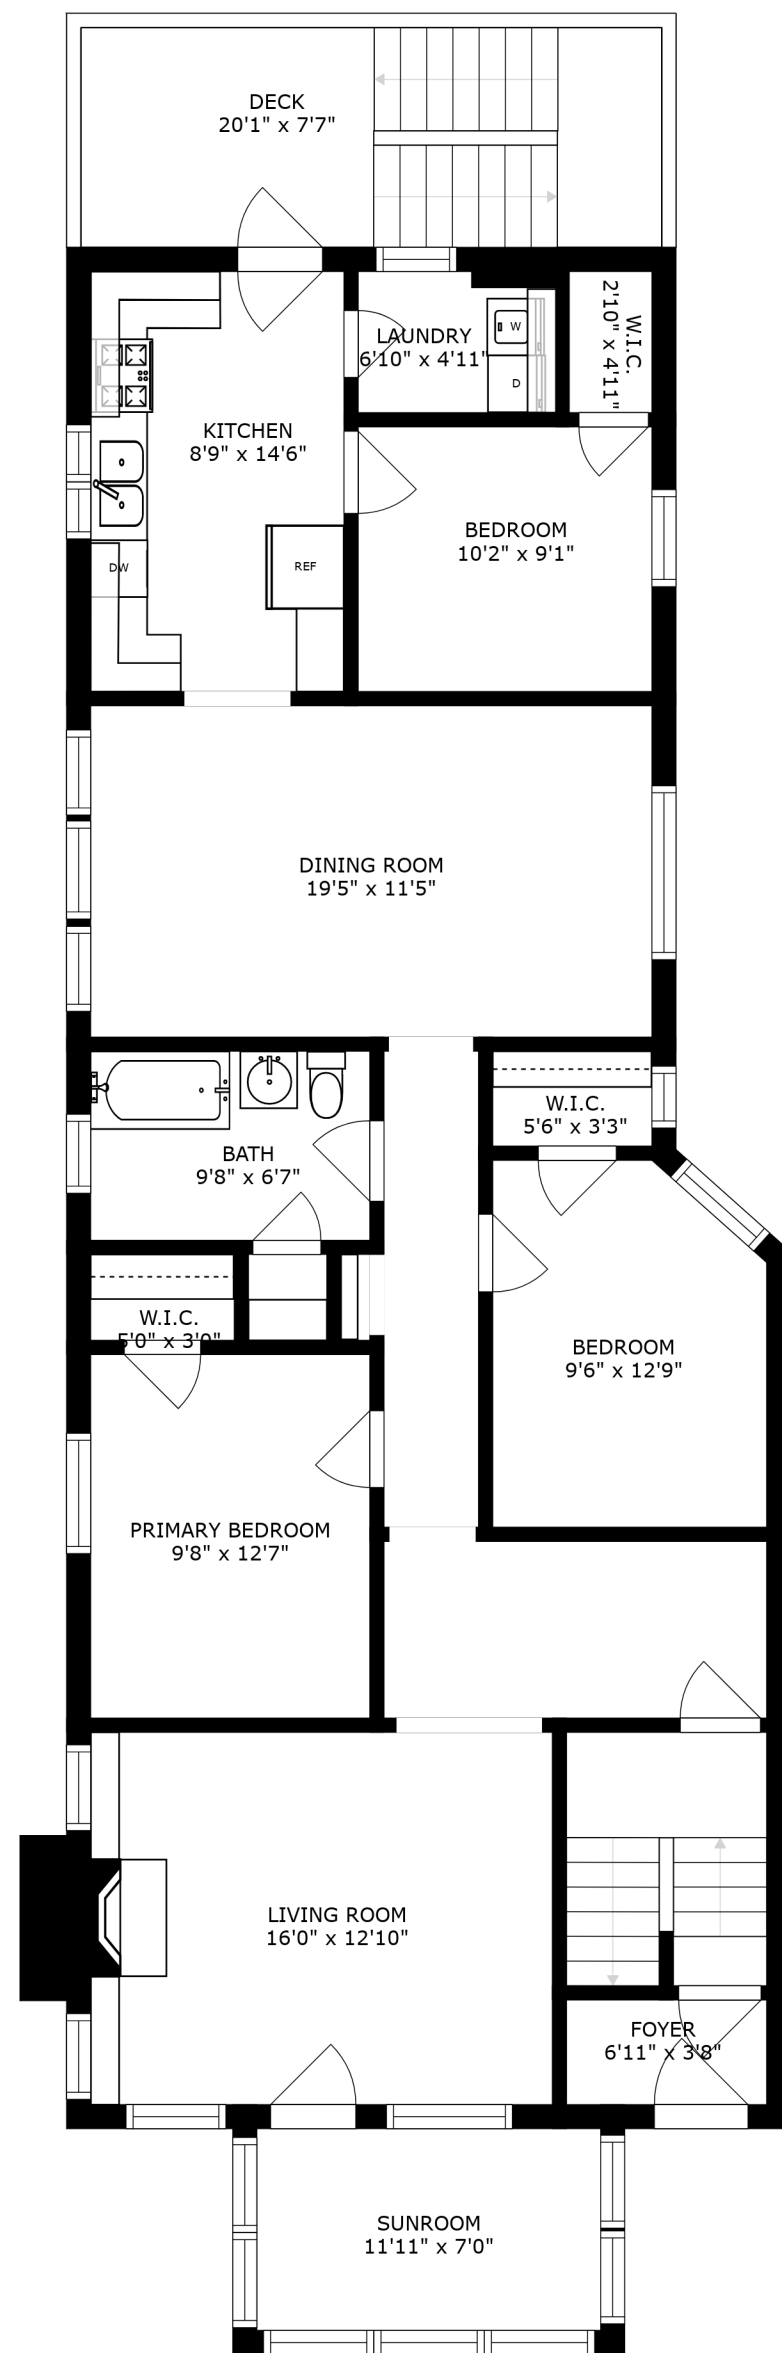 DECK
20'1" x 7'7"
LAUNDRY
6'10" x 4'11"
W
D
W.I.C.
2'10" x 4'11"
KITCHEN
8'9" x 14'6"
BEDROOM
10'2" x 9'1"
DW
REF
DINING ROOM
19'5" x 11'5"
W.I.C.
5'6" x 3'3"
BATH
9'8" x 6'7"
W.I.C.
5'0" x 3'0"
BEDROOM
9'6" x 12'9"
PRIMARY BEDROOM
9'8" x 12'7"
LIVING ROOM
16'0" x 12'10"
FOYER
6'11" x 3'8"
SUNROOM
11'11" x 7'0"